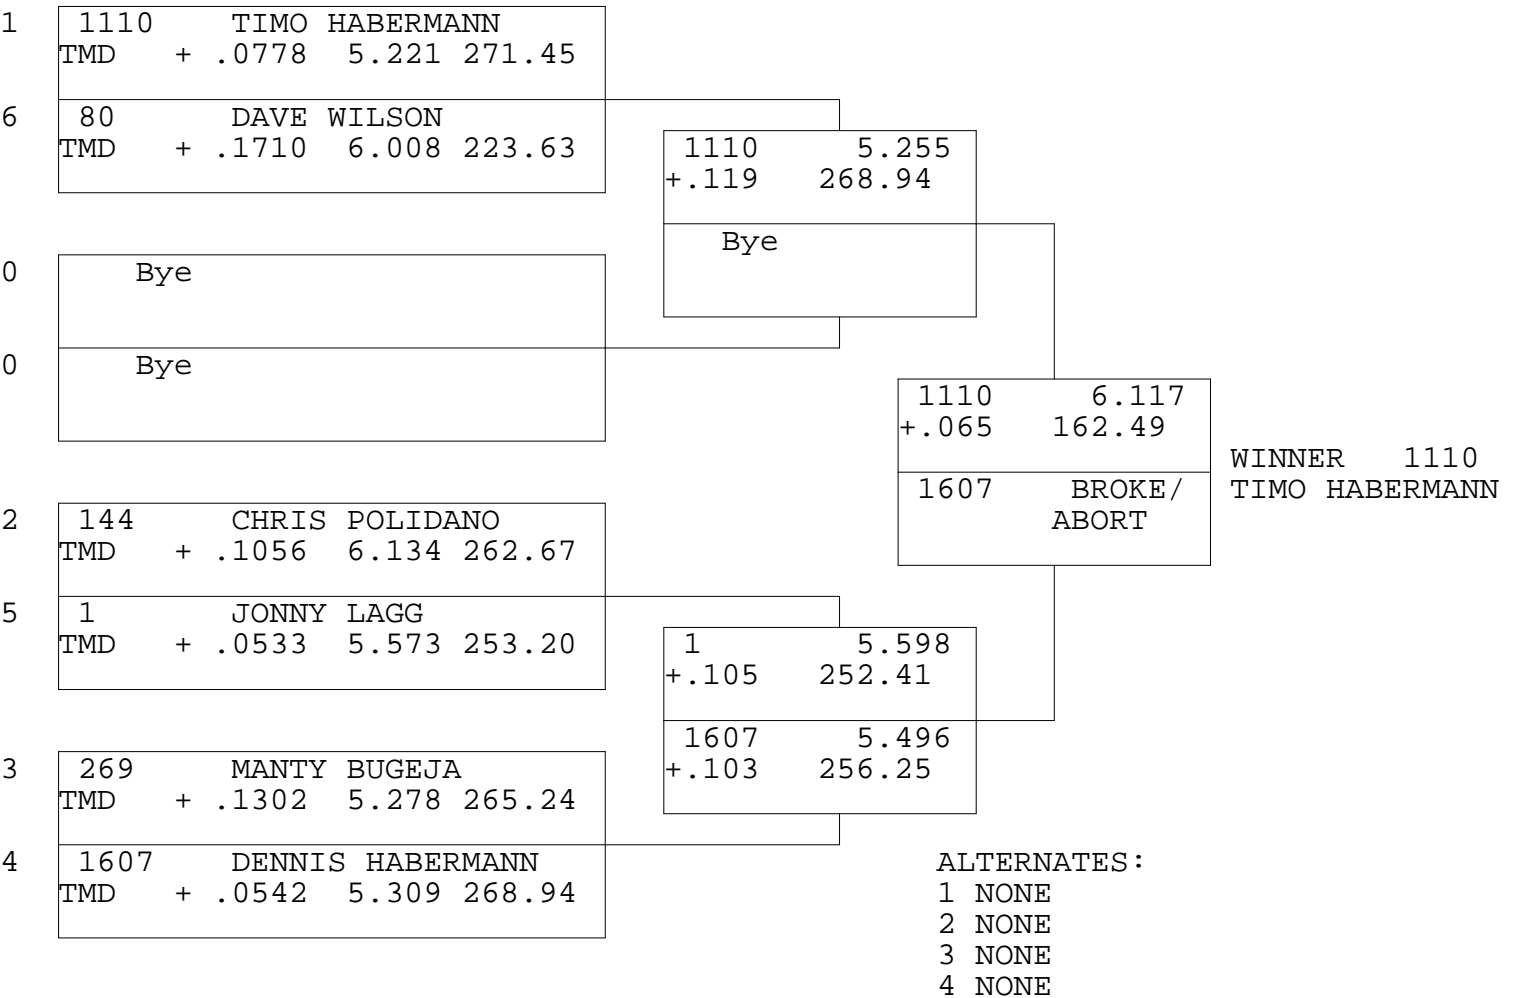 1 1110 TIMO HABERMANN
TMD + .0778 5.221 271.45
6 80 DAVE WILSON
TMD + .1710 6.008 223.63
0 Bye
0 Bye
2 144 CHRIS POLIDANO
TMD + .1056 6.134 262.67
5 1 JONNY LAGG
TMD + .0533 5.573 253.20
3 269 MANTY BUGEJA
TMD + .1302 5.278 265.24
4 1607 DENNIS HABERMANN
TMD + .0542 5.309 268.94
1110 5.255
+.119 268.94
Bye
1 5.598
+.105 252.41
1607 5.496
+.103 256.25
1110 6.117
+.065 162.49
1607 BROKE/
ABORT
WINNER 1110
TIMO HABERMANN
ALTERNATES:
1 NONE
2 NONE
3 NONE
4 NONE